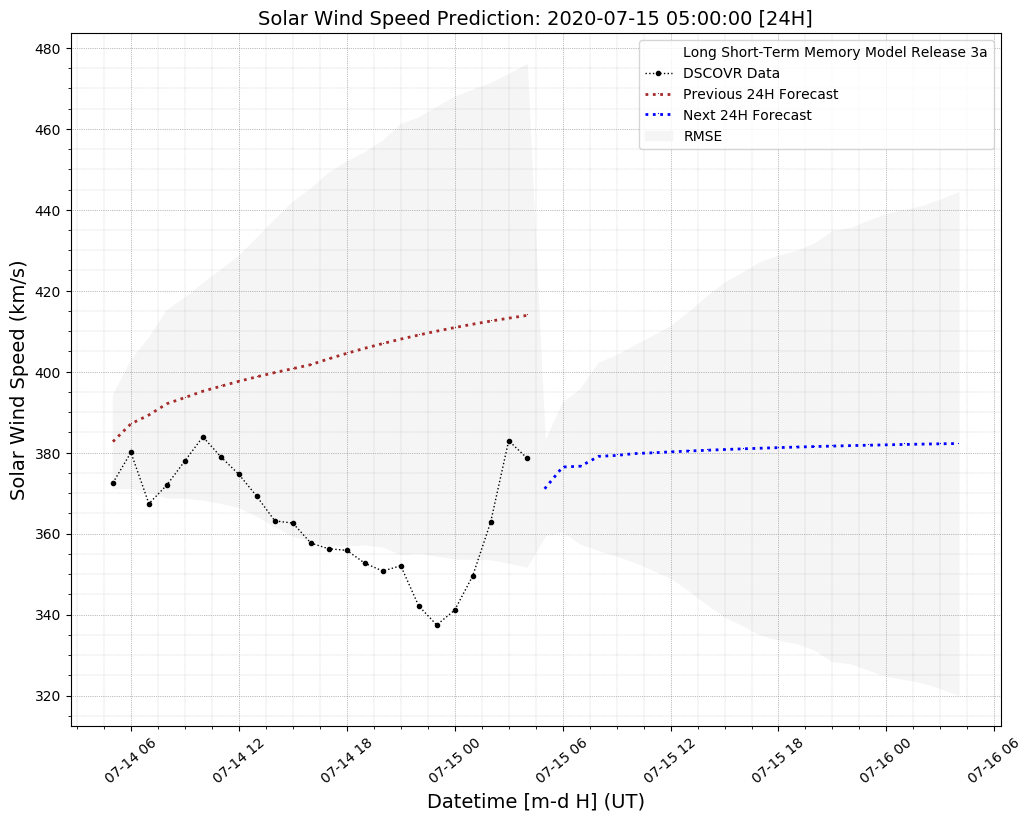 Solar Wind Speed Prediction: 2020-07-15 05:00:00 [24H]
Long Short-Term Memory Model Release 3a
DSCOVR Data
Previous 24H Forecast
Next 24H Forecast
RMSE
Solar Wind Speed (km/s)
480
460
440
420
400
380
360
340
320
07-14 06
07-14 12
07-14 18
07-15 00
07-15 06
07-15 12
07-15 18
07-16 00
07-16 06
Datetime [m-d H] (UT)